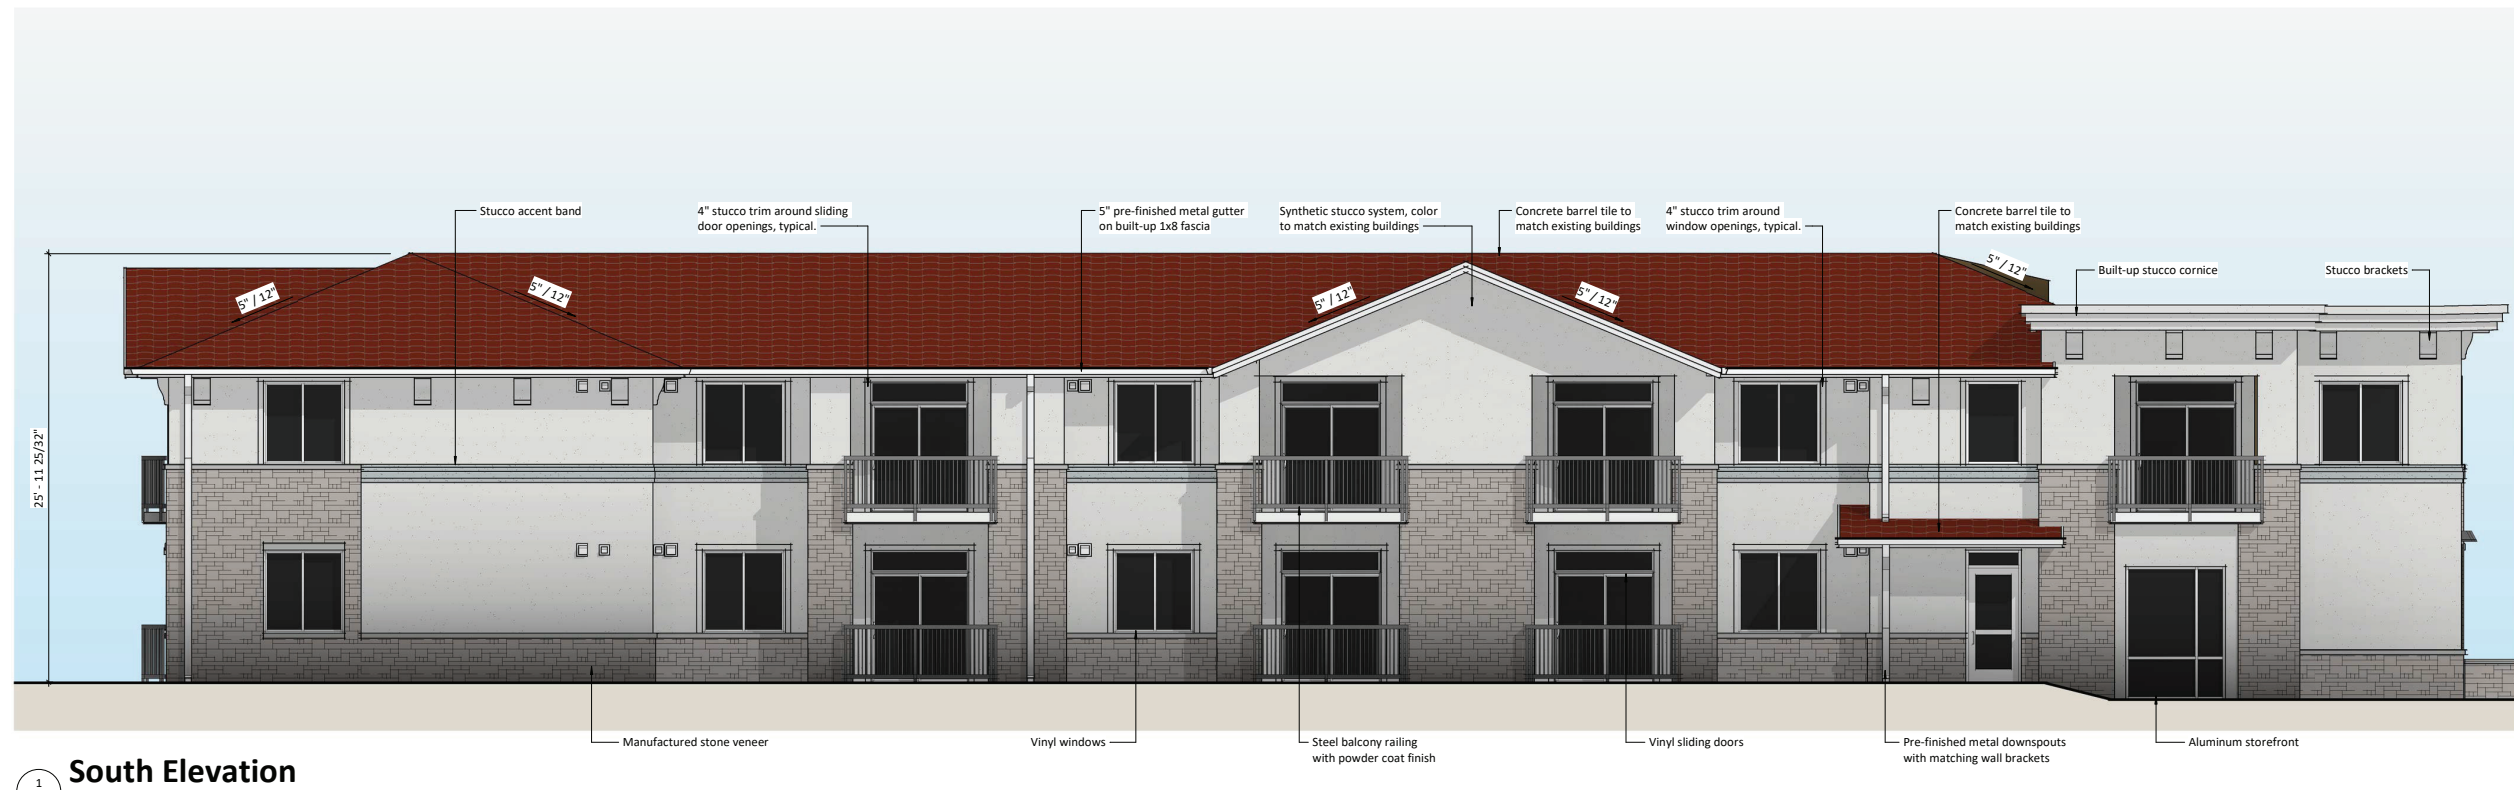 Stucco accent band
4" stucco trim around sliding
door openings, typical.
5" pre-finished metal gutter
on built-up 1x8 fascia
Synthetic stucco system, color
to match existing buildings
Concrete barrel tile to
match existing buildings
4" stucco trim around
window openings, typical.
Concrete barrel tile to
match existing buildings
Built-up stucco cornice
Stucco brackets
5" / 12"
5" / 12"
5" / 12"
5" / 12"
5" / 12"
25' - 11 25/32"
Manufactured stone veneer
Vinyl windows
Steel balcony railing
with powder coat finish
Vinyl sliding doors
Pre-finished metal downspouts
with matching wall brackets
Aluminum storefront
1
South Elevation